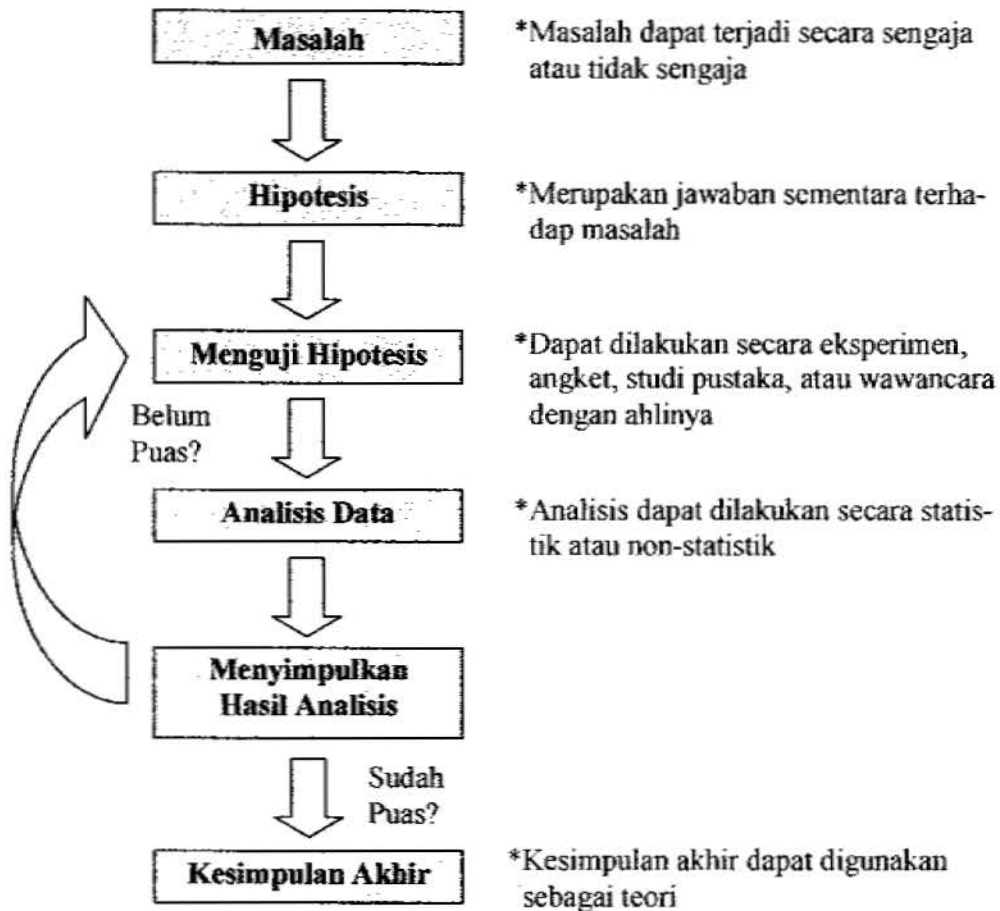 Masalah
*Masalah dapat terjadi secara sengaja
atau tidak sengaja
Hipotesis
*Merupakan jawaban sementara terha-
dap masalah
Menguji Hipotesis
*Dapat dilakukan secara eksperimen,
angket, studi pustaka, atau wawancara
dengan ahlinya
Belum
Puas?
Analisis Data
*Analisis dapat dilakukan secara statis-
tik atau non-statistik
Menyimpulkan
Hasil Analisis
Sudah
Puas?
Kesimpulan Akhir
*Kesimpulan akhir dapat digunakan
sebagai teori